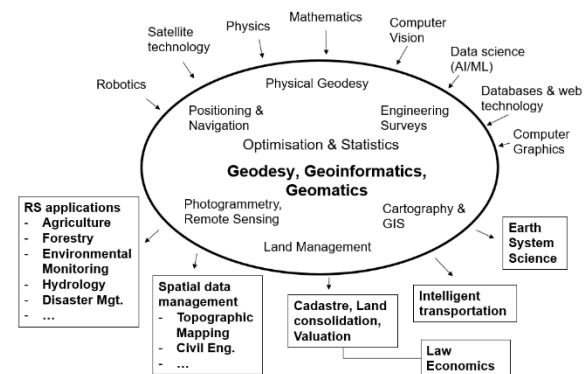 Mathematics
Physics
Computer
Vision
Satellite
technology
Data science
(AI/ML)
Robotics
Databases & web
technology
Computer
Graphics
Physical Geodesy
Positioning &
Navigation
Engineering
Surveys
Optimisation & Statistics
Geodesy, Geoinformatics,
Geomatics
Photogrammetry,
Remote Sensing
Cartography &
GIS
Land Management
RS applications
- Agriculture
- Forestry
- Environmental
Monitoring
- Hydrology
- Disaster Mgt.
- ...
Spatial data
management
- Topographic
Mapping
- Civil Eng.
- ...
Cadastre, Land
consolidation,
Valuation
Law
Economics
Intelligent
transportation
Earth
System
Science